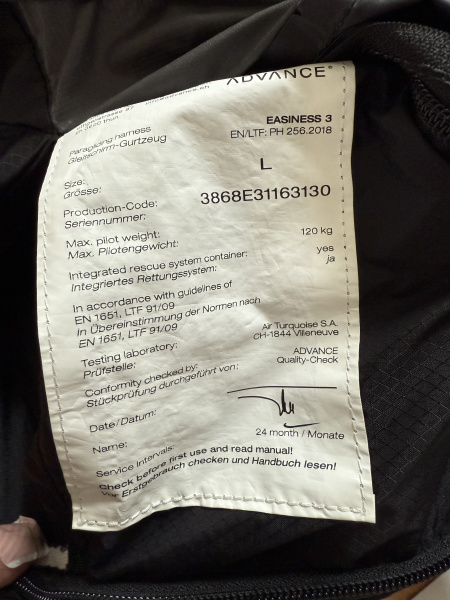 ADVANCE
Paragliding harness
Gleitschirm-Gurtzeug
EASINESS 3
EN/LTF: PH 256.2018
Size:
Grösse:
L
Production-Code:
Seriennummer:
3868E31163130
Max. pilot weight:
Max. Pilotengewicht:
120 kg
Integrated rescue system container:
Integriertes Rettungssystem:
yes
ja
In accordance with guidelines of
EN 1651, LTF 91/09
In Übereinstimmung der Normen nach
EN 1651, LTF 91/09
Testing laboratory:
Prüfstelle:
Air Turquoise S.A.
CH-1844 Villeneuve
Conformity checked by:
Stückprüfung durchgeführt von:
ADVANCE
Quality-Check
Date/Datum:
Name:
Service Intervals:
24 month / Monate
Check before first use and read manual!
vor Erstgebrauch checken und Handbuch lesen!